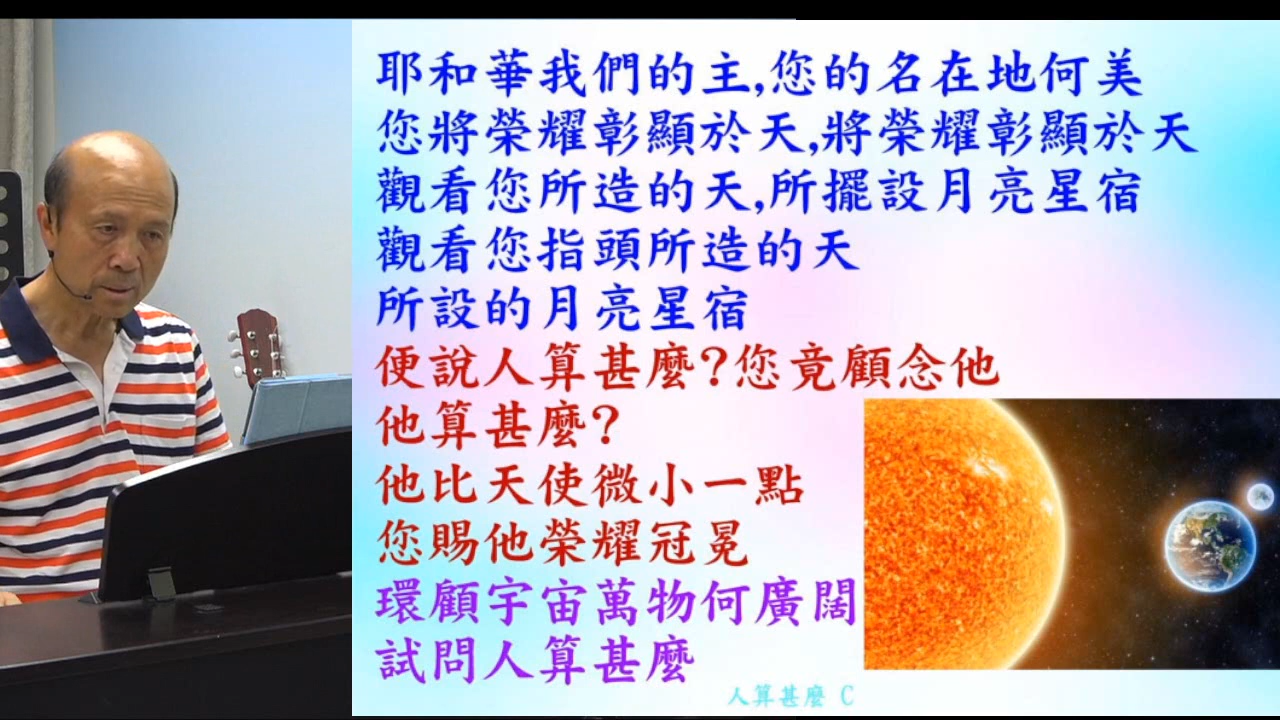 耶和華我們的主,您的名在地何美
您將榮耀彰顯於天,將榮耀彰顯於天
觀看您所造的天,所擺設月亮星宿
觀看您指頭所造的天
所設的月亮星宿
便說人算甚麼?您竟顧念他
他算甚麼?
他比天使微小一點
您賜他榮耀冠冕
環顧宇宙萬物何廣闊
試問人算甚麼
人算甚麼 C